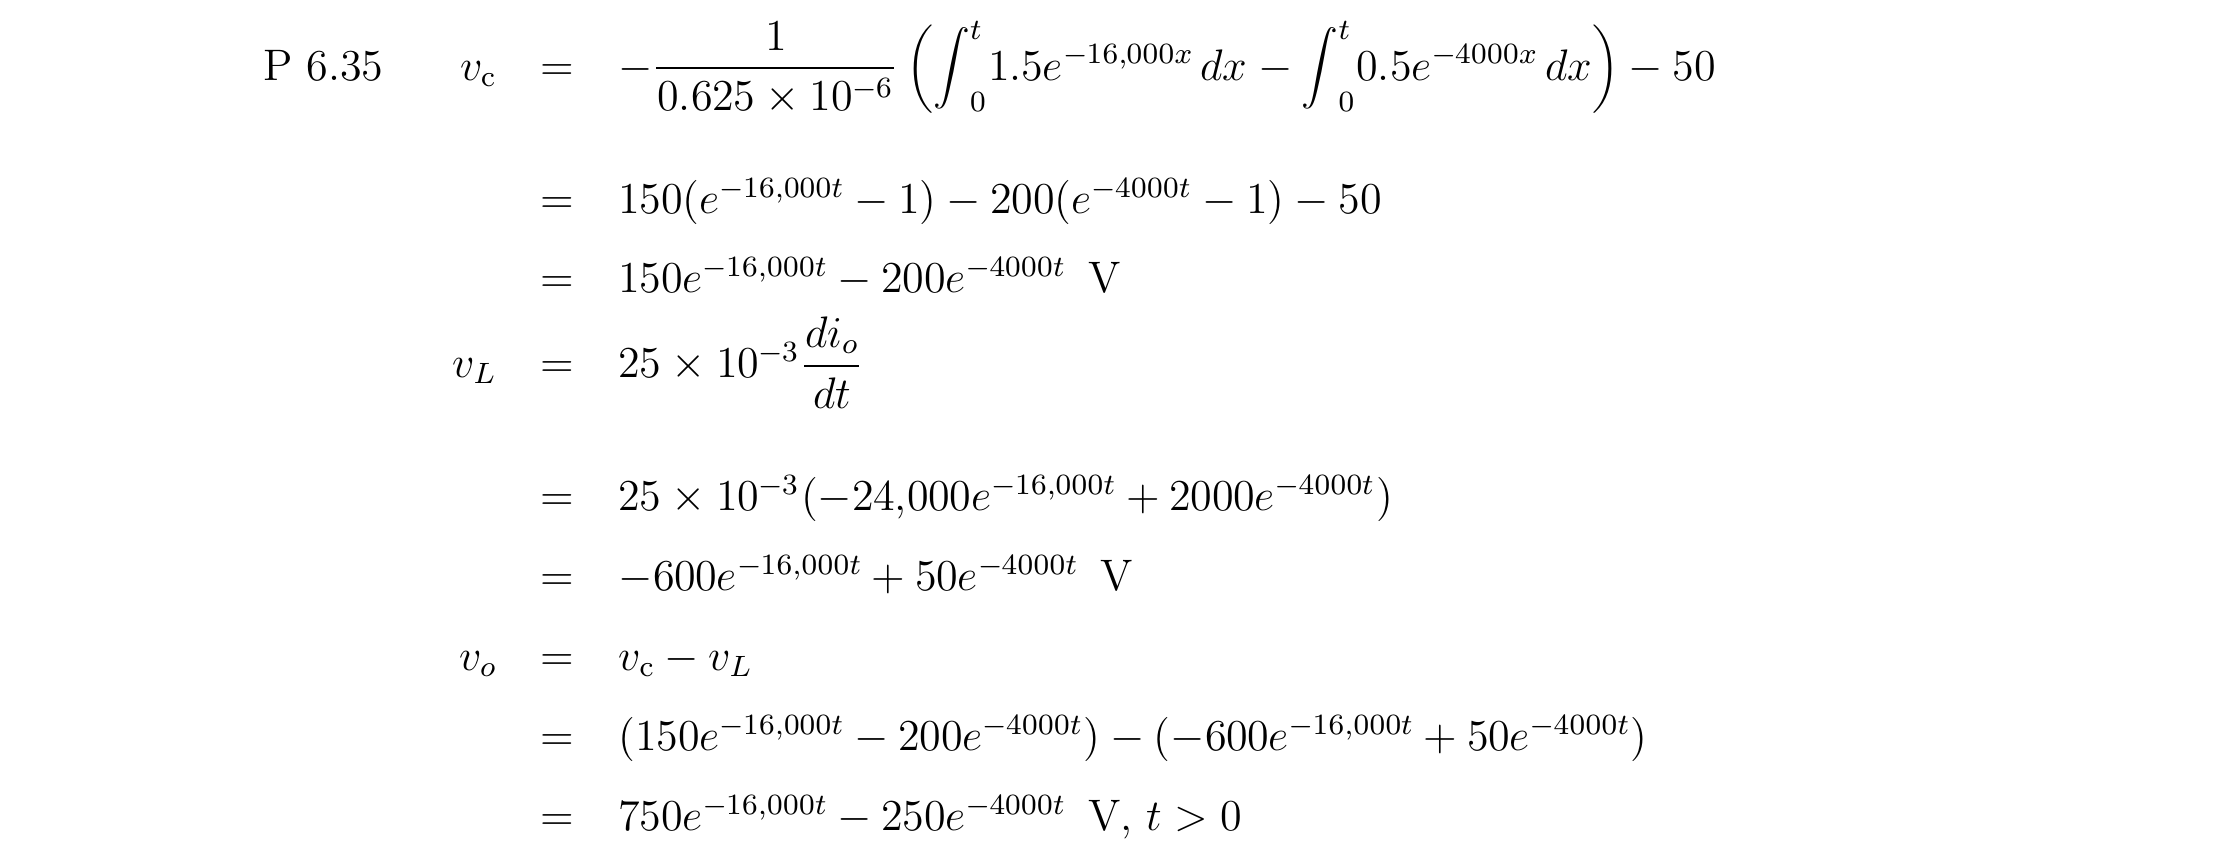 P 6.35 v_c = −\frac{1}{0.625 × 10^{−6}} (∫_0^t 1.5e^{−16,000x} dx − ∫_0^t 0.5e^{−4000x} dx) − 50
= 150(e^{−16,000t} − 1) − 200(e^{−4000t} − 1) − 50
= 150e^{−16,000t} − 200e^{−4000t} V
v_L = 25 × 10^{−3} \frac{di_o}{dt}
= 25 × 10^{−3}(−24,000e^{−16,000t} + 2000e^{−4000t})
= −600e^{−16,000t} + 50e^{−4000t} V
v_o = v_c − v_L
= (150e^{−16,000t} − 200e^{−4000t}) − (−600e^{−16,000t} + 50e^{−4000t})
= 750e^{−16,000t} − 250e^{−4000t} V, t > 0